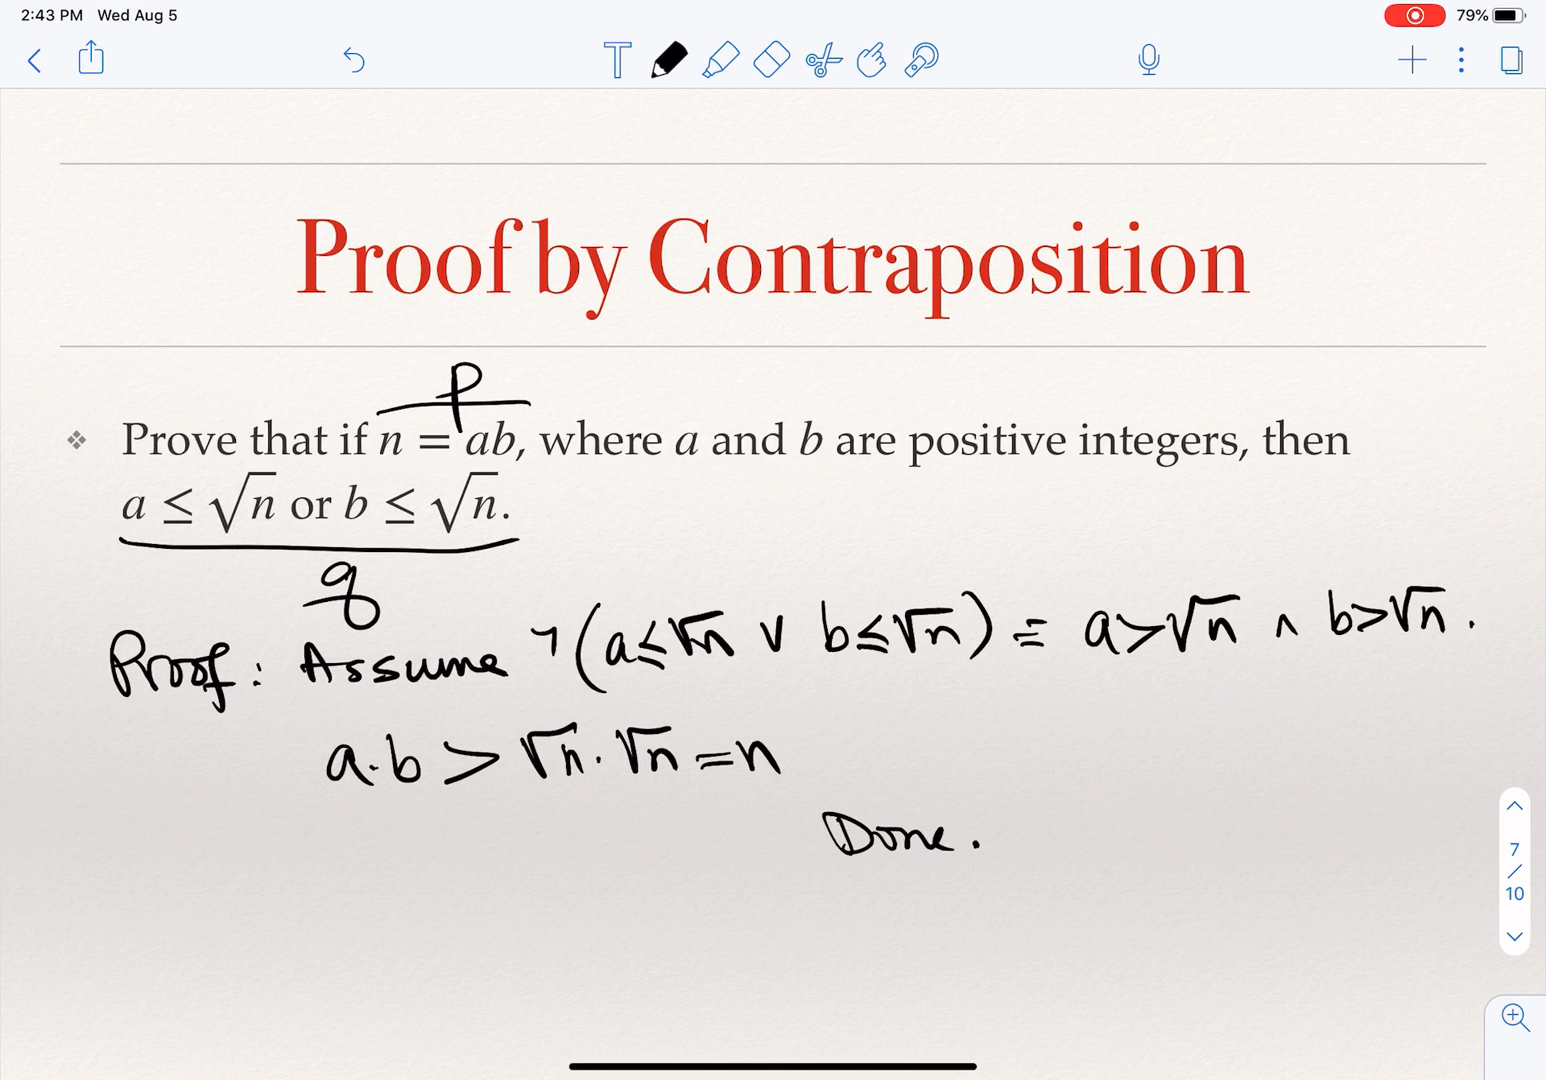 2:43 PM Wed Aug 5 79%
T
Proof by Contraposition
p
❖ Prove that if n = ab, where a and b are positive integers, then
a ≤ √n or b ≤ √n.
q
Proof: Assume ¬(a≤√n ∨ b≤√n) ≡ a>√n ∧ b>√n.
a·b > √n·√n = n
Done.
7
/
10